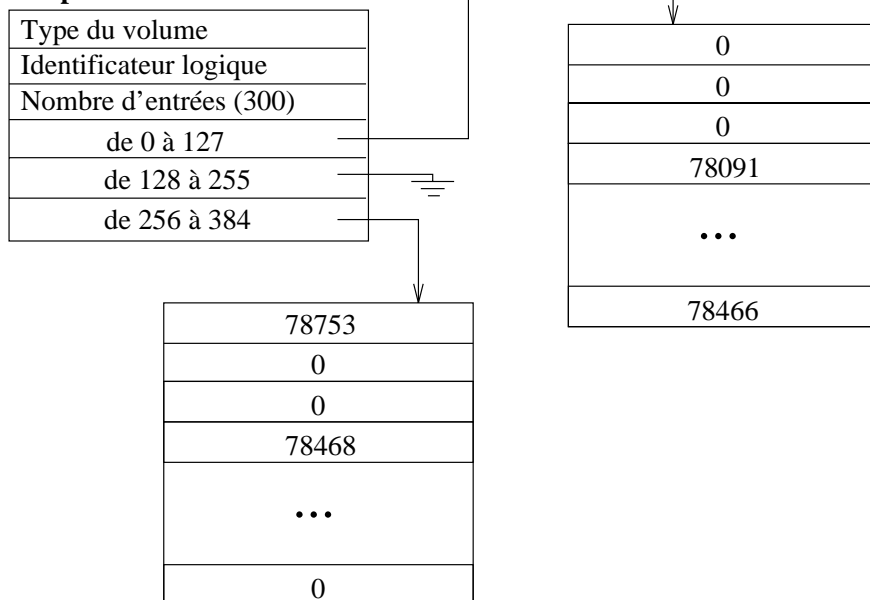 Type du volume
Identificateur logique
Nombre d'entrées (300)
de 0 à 127
de 128 à 255
de 256 à 384
0
0
0
78091
...
78466
78753
0
0
78468
...
0